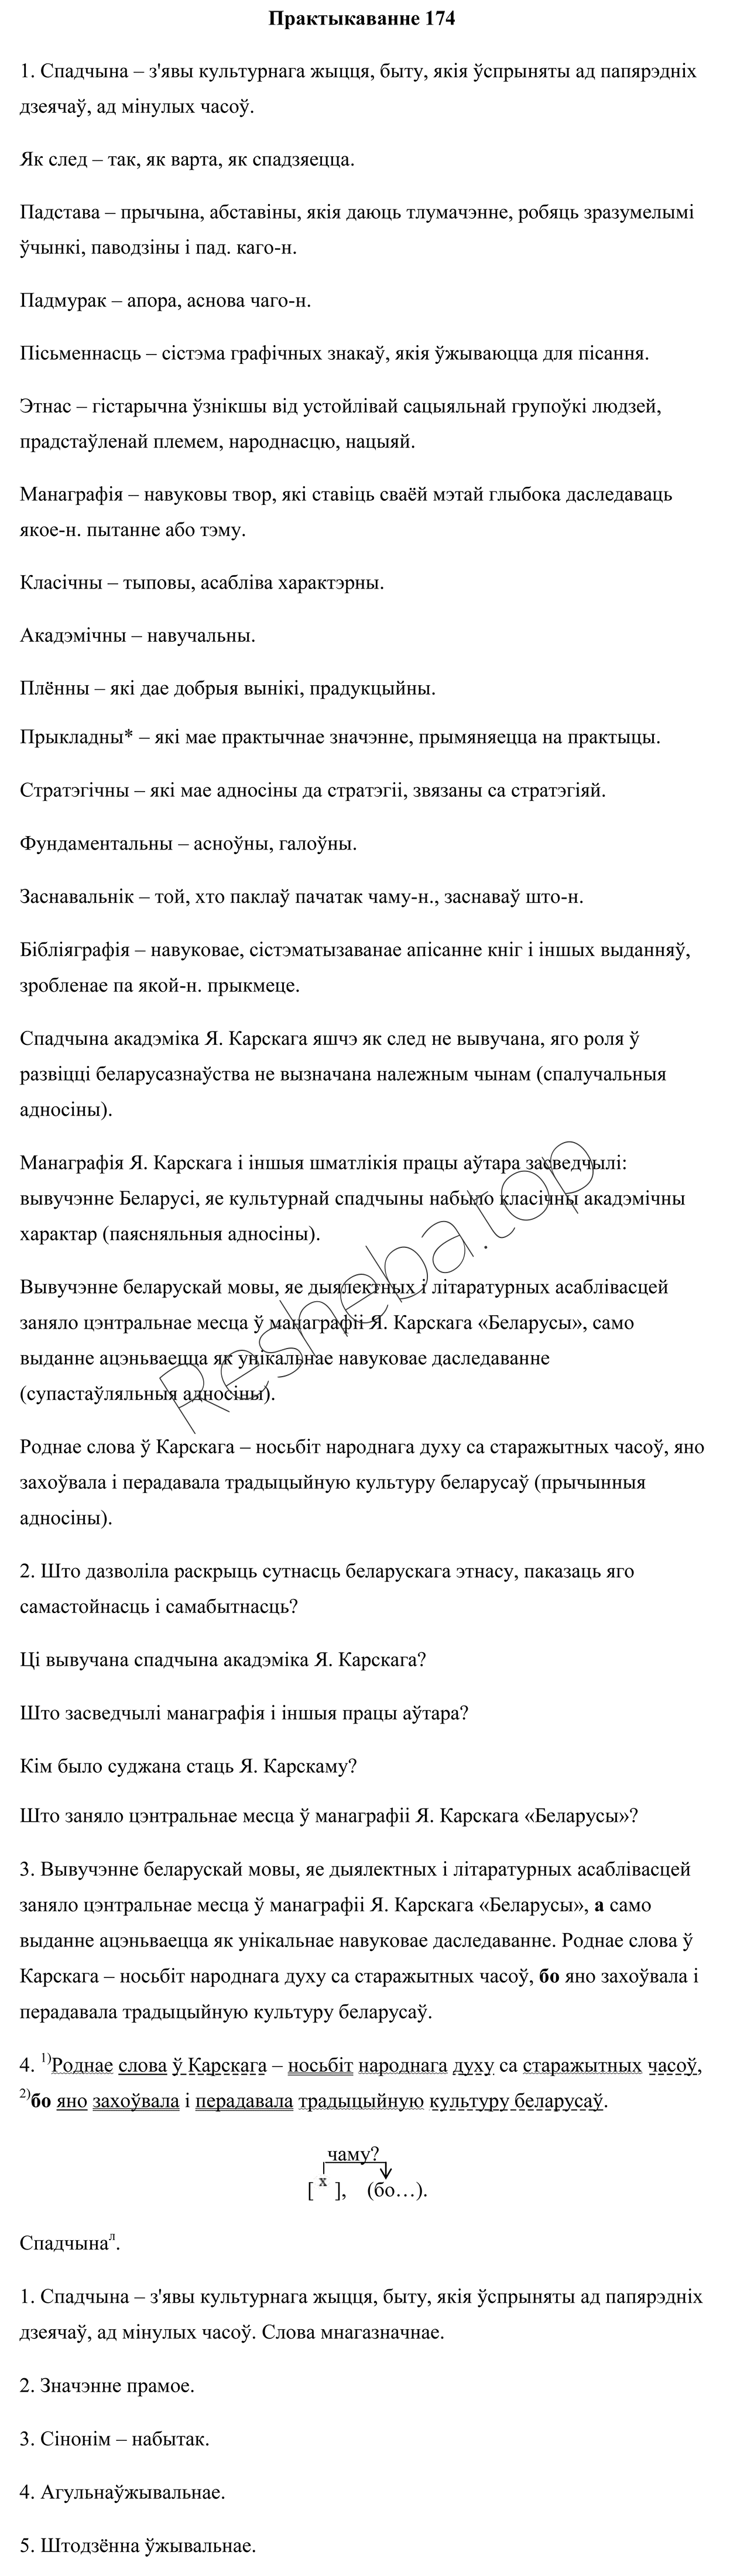 Практыкаванне 174
1. Спадчына – з'явы культурнага жыцця, быту, якія ўспрыняты ад папярэдніх
дзеячаў, ад мінулых часоў.
Як след – так, як варта, як спадзяецца.
Падстава – прычына, абставіны, якія даюць тлумачэнне, робяць зразумелымі
ўчынкі, паводзіны і пад. каго-н.
Падмурак – апора, аснова чаго-н.
Пісьменнасць – сістэма графічных знакаў, якія ўжываюцца для пісання.
Этнас – гістарычна ўзнікшы від устойлівай сацыяльнай групоўкі людзей,
прадстаўленай племем, народнасцю, нацыяй.
Манаграфія – навуковы твор, які ставіць сваёй мэтай глыбока даследаваць
якое-н. пытанне або тэму.
Класічны – тыповы, асабліва характэрны.
Акадэмічны – навучальны.
Плённы – які дае добрыя вынікі, прадукцыйны.
Прыкладны* – які мае практычнае значэнне, прымяняецца на практыцы.
Стратэгічны – які мае адносіны да стратэгіі, звязаны са стратэгіяй.
Фундаментальны – асноўны, галоўны.
Заснавальнік – той, хто паклаў пачатак чаму-н., заснаваў што-н.
Бібліяграфія – навуковае, сістэматызаванае апісанне кніг і іншых выданняў,
зробленае па якой-н. прыкмеце.
Спадчына акадэміка Я. Карскага яшчэ як след не вывучана, яго роля ў
развіцці беларусазнаўства не вызначана належным чынам (спалучальныя
адносіны).
Манаграфія Я. Карскага і іншыя шматлікія працы аўтара засведчылі:
вывучэнне Беларусі, яе культурнай спадчыны набыло класічны акадэмічны
характар (паясняльныя адносіны).
Вывучэнне беларускай мовы, яе дыялектных і літаратурных асаблівасцей
заняло цэнтральнае месца ў манаграфіі Я. Карскага «Беларусы», само
выданне ацэньваецца як унікальнае навуковае даследаванне
(супастаўляльныя адносіны).
Роднае слова ў Карскага – носьбіт народнага духу са старажытных часоў, яно
захоўвала і перадавала традыцыйную культуру беларусаў (прычынныя
адносіны).
2. Што дазволіла раскрыць сутнасць беларускага этнасу, паказаць яго
самастойнасць і самабытнасць?
Ці вывучана спадчына акадэміка Я. Карскага?
Што засведчылі манаграфія і іншыя працы аўтара?
Кім было суджана стаць Я. Карскаму?
Што заняло цэнтральнае месца ў манаграфіі Я. Карскага «Беларусы»?
3. Вывучэнне беларускай мовы, яе дыялектных і літаратурных асаблівасцей
заняло цэнтральнае месца ў манаграфіі Я. Карскага «Беларусы», а само
выданне ацэньваецца як унікальнае навуковае даследаванне. Роднае слова ў
Карскага – носьбіт народнага духу са старажытных часоў, бо яно захоўвала і
перадавала традыцыйную культуру беларусаў.
4. 1)Роднае слова ў Карскага – носьбіт народнага духу са старажытных часоў,
2)бо яно захоўвала і перадавала традыцыйную культуру беларусаў.
чаму?
[ х ], (бо…).
Спадчынал.
1. Спадчына – з'явы культурнага жыцця, быту, якія ўспрыняты ад папярэдніх
дзеячаў, ад мінулых часоў. Слова мнагазначнае.
2. Значэнне прамое.
3. Сінонім – набытак.
4. Агульнаўжывальнае.
5. Штодзённа ўжывальнае.
Resheba.top